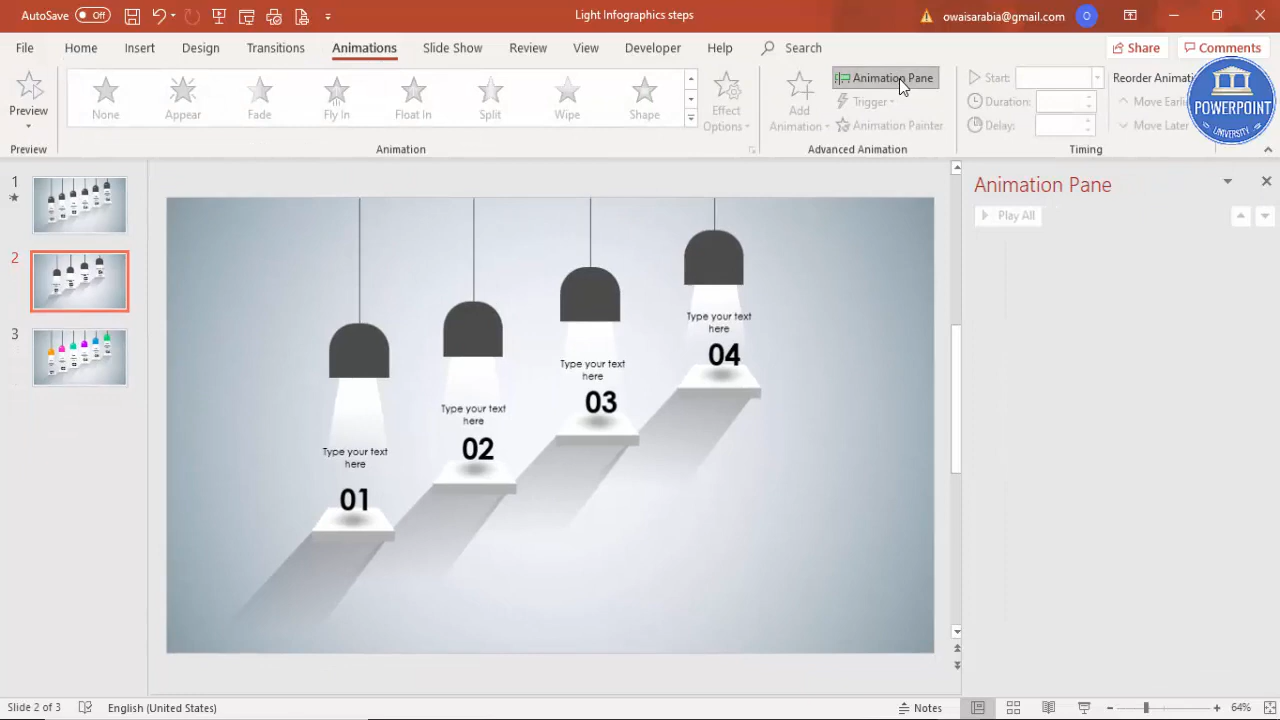 AutoSave Off
Light Infographics steps
owaisarabia@gmail.com O
File Home Insert Design Transitions Animations Slide Show Review View Developer Help Search Share Comments
Preview
None Appear Fade Fly In Float In Split Wipe Shape
Effect
Options
Add
Animation
Animation Pane
Trigger
Animation Painter
Start:
Duration:
Delay:
Reorder Animat
Move Earli
Move Later
POWERPOINT
UNIVERSITY
Preview Animation Advanced Animation Timing
1
2
3
Animation Pane
Play All
Type your text
here
04
Type your text
here
03
Type your text
here
02
Type your text
here
01
Slide 2 of 3 English (United States) Notes 64%